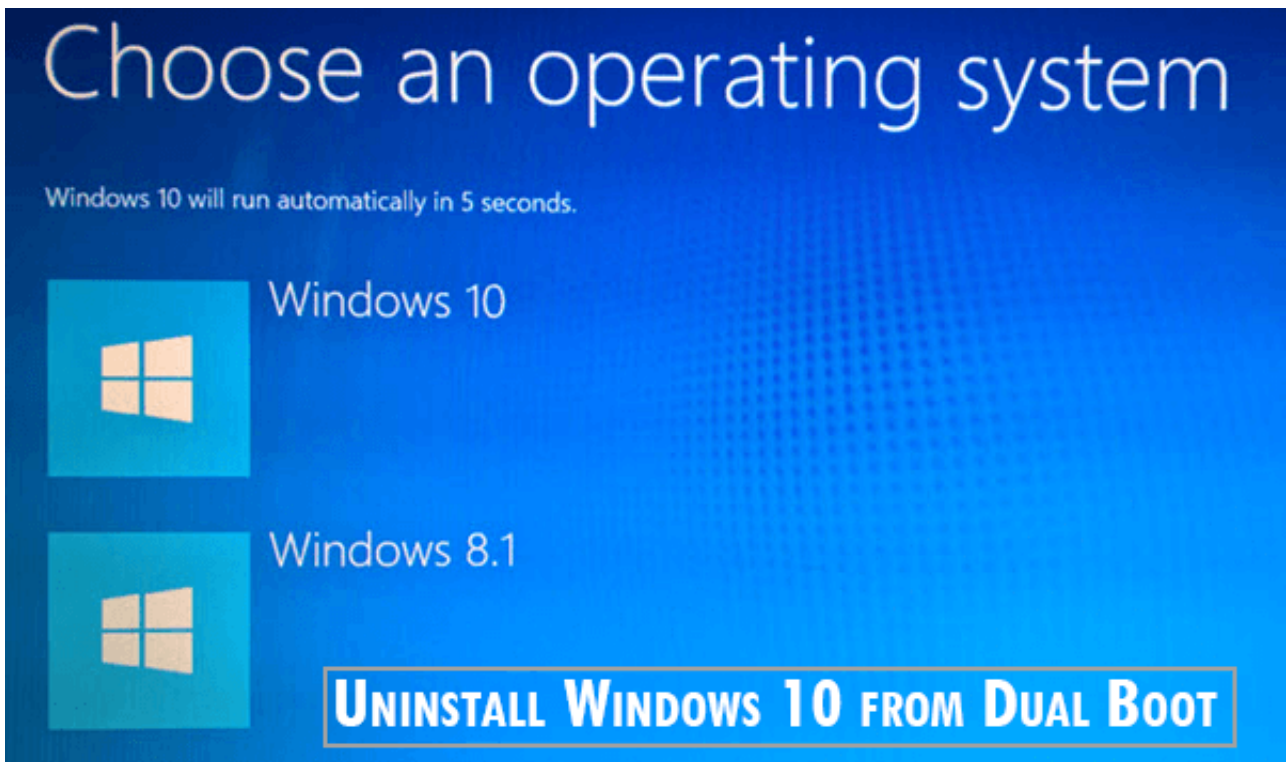 Choose an operating system
Windows 10 will run automatically in 5 seconds.
Windows 10
Windows 8.1
UNINSTALL WINDOWS 10 FROM DUAL BOOT